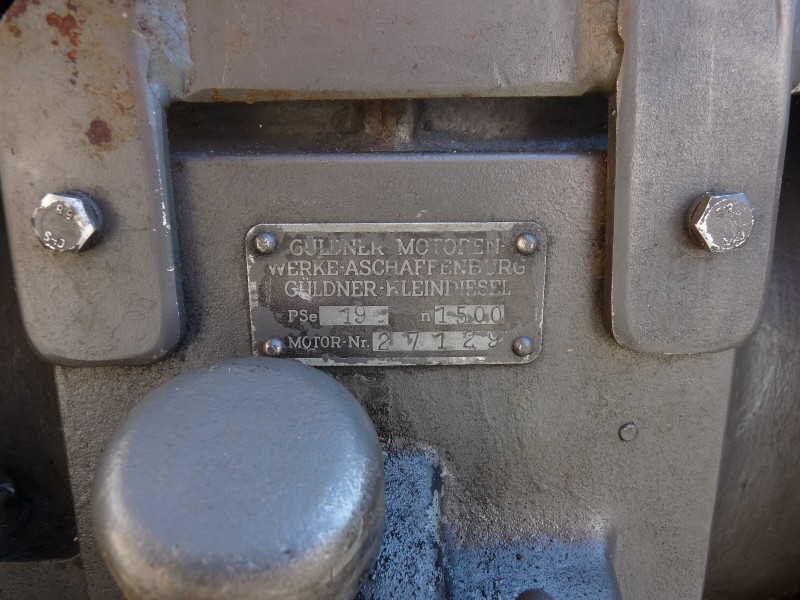 GÜLDNER-MOTOREN-
WERKE-ASCHAFFENBURG
GÜLDNER-KLEINDIESEL
PSe 19 n 1500
MOTOR-Nr. 27129